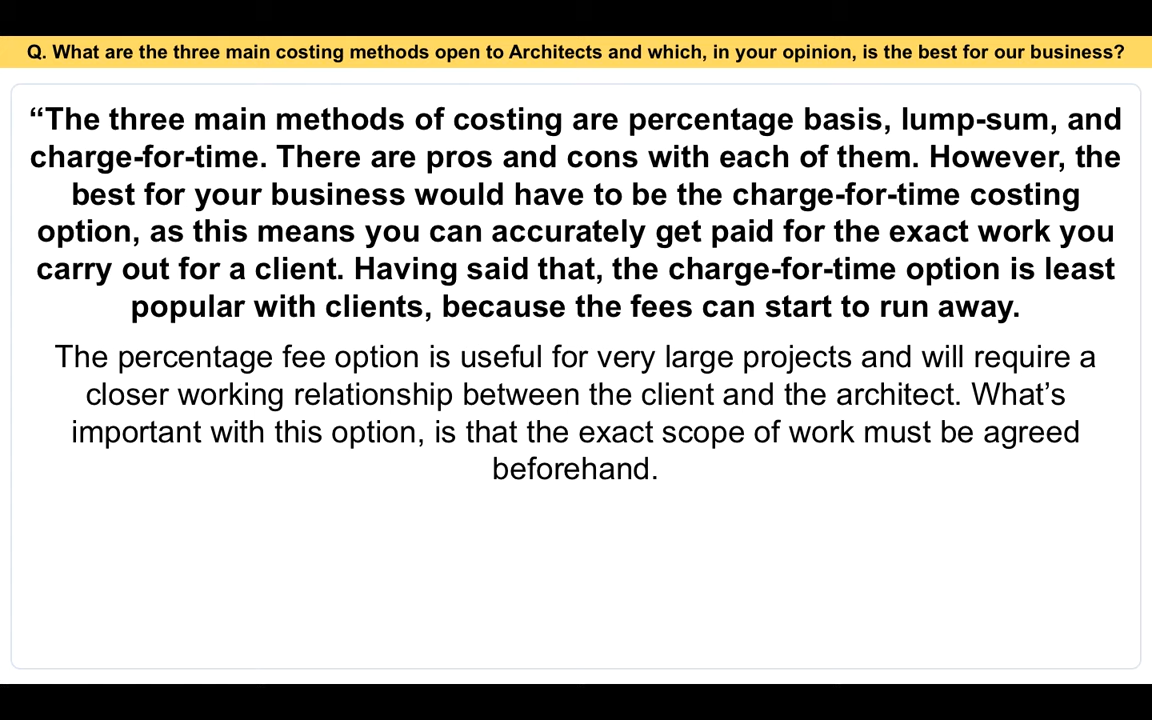 Q. What are the three main costing methods open to Architects and which, in your opinion, is the best for our business?
“The three main methods of costing are percentage basis, lump-sum, and
charge-for-time. There are pros and cons with each of them. However, the
best for your business would have to be the charge-for-time costing
option, as this means you can accurately get paid for the exact work you
carry out for a client. Having said that, the charge-for-time option is least
popular with clients, because the fees can start to run away.
The percentage fee option is useful for very large projects and will require a
closer working relationship between the client and the architect. What’s
important with this option, is that the exact scope of work must be agreed
beforehand.